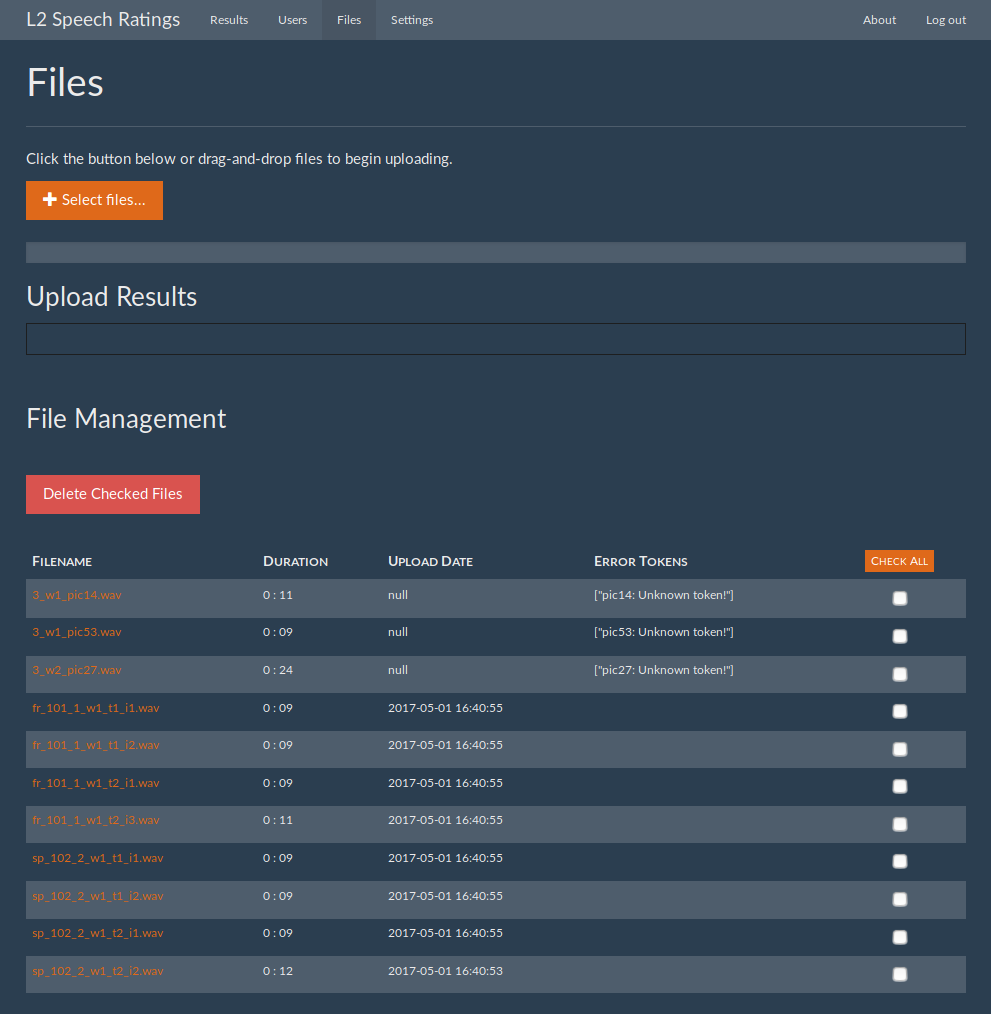 L2 Speech Ratings Results Users Files Settings About Log out
Files
Click the button below or drag-and-drop files to begin uploading.
Select files...
Upload Results
File Management
Delete Checked Files
Filename Duration Upload Date Error Tokens Check All
3_w1_pic14.wav 0 : 11 null ["pic14: Unknown token!"]
3_w1_pic53.wav 0 : 09 null ["pic53: Unknown token!"]
3_w2_pic27.wav 0 : 24 null ["pic27: Unknown token!"]
fr_101_1_w1_t1_i1.wav 0 : 09 2017-05-01 16:40:55
fr_101_1_w1_t1_i2.wav 0 : 09 2017-05-01 16:40:55
fr_101_1_w1_t2_i1.wav 0 : 09 2017-05-01 16:40:55
fr_101_1_w1_t2_i3.wav 0 : 11 2017-05-01 16:40:55
sp_102_2_w1_t1_i1.wav 0 : 09 2017-05-01 16:40:55
sp_102_2_w1_t1_i2.wav 0 : 09 2017-05-01 16:40:55
sp_102_2_w1_t2_i1.wav 0 : 09 2017-05-01 16:40:55
sp_102_2_w1_t2_i2.wav 0 : 12 2017-05-01 16:40:53